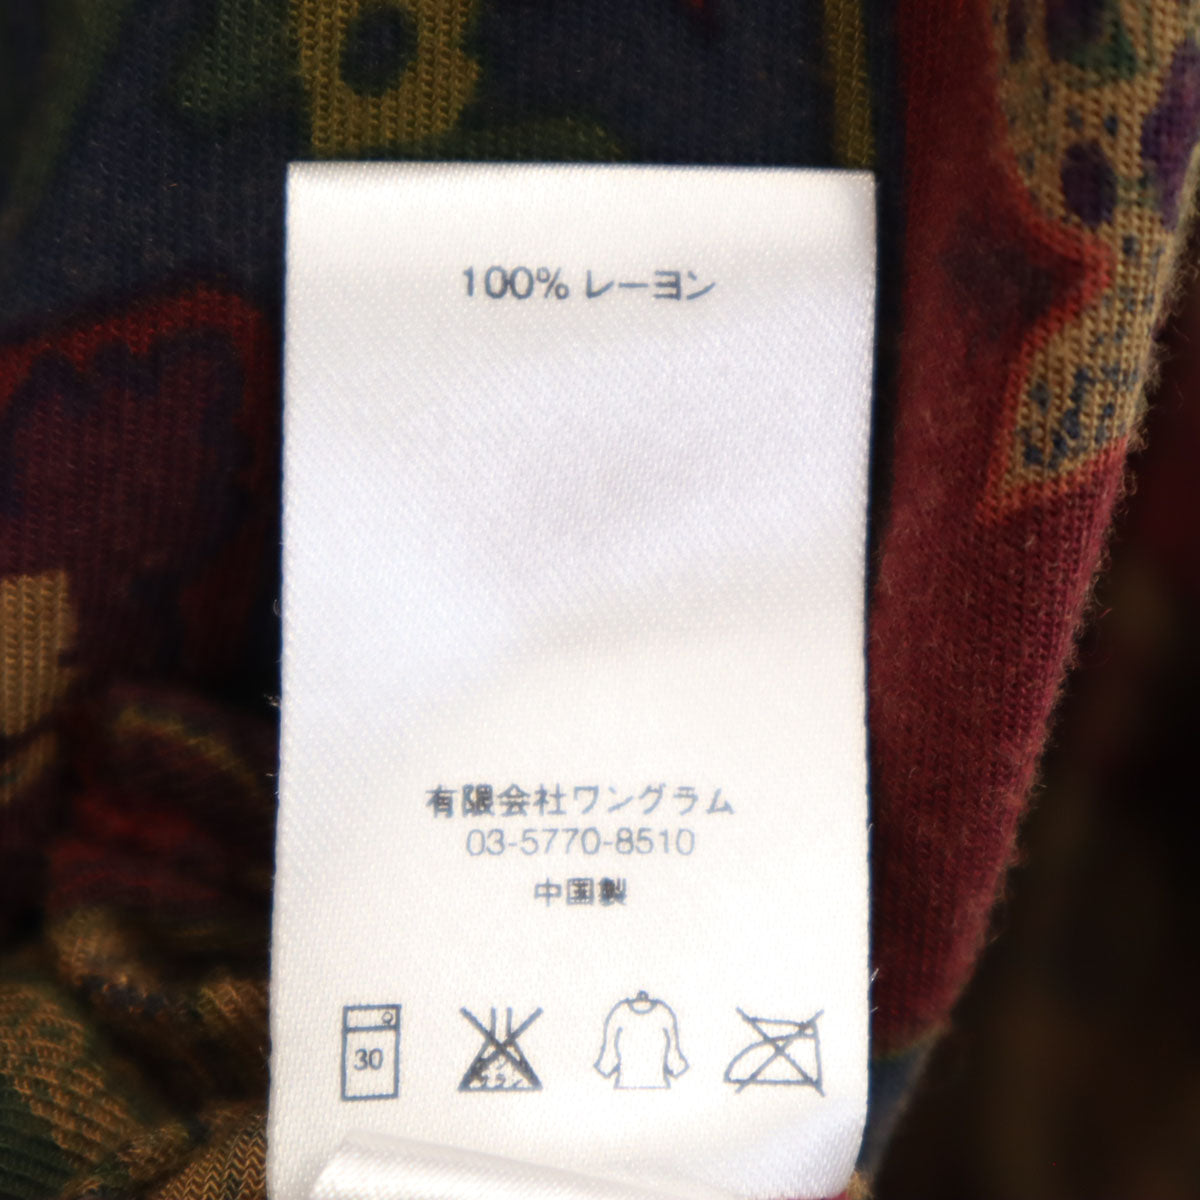 100% レーヨン
有限会社ワングラム
03-5770-8510
中国製
30